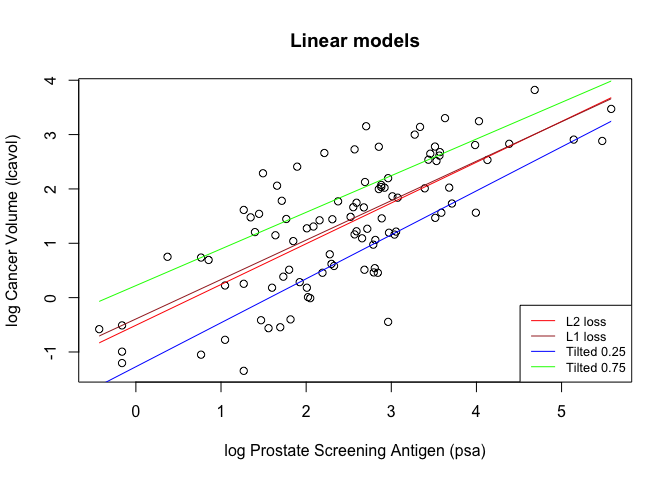 Linear models
log Cancer Volume (lcavol)
4
3
2
1
0
-1
0 1 2 3 4 5
log Prostate Screening Antigen (psa)
L2 loss
L1 loss
Tilted 0.25
Tilted 0.75